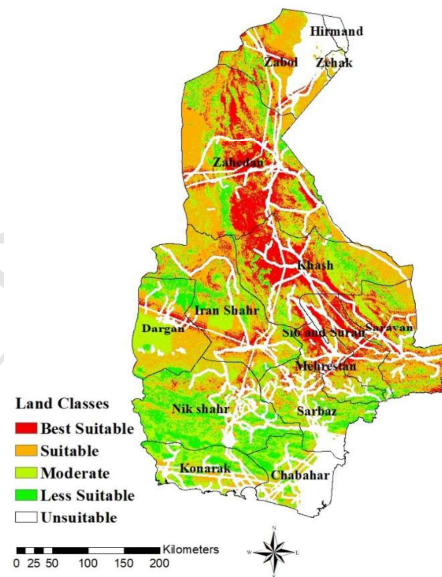 Hirmand
Zabol
Zehak
Zahedan
Khash
Iran Shahr
Dargan
Sib and Suran
Saravan
Mehrestan
Land Classes
Nik shahr
Sarbaz
Best Suitable
Suitable
Moderate
Konarak
Chabahar
Less Suitable
Unsuitable
Kilometers
0 25 50 100 150 200
N
W E
S